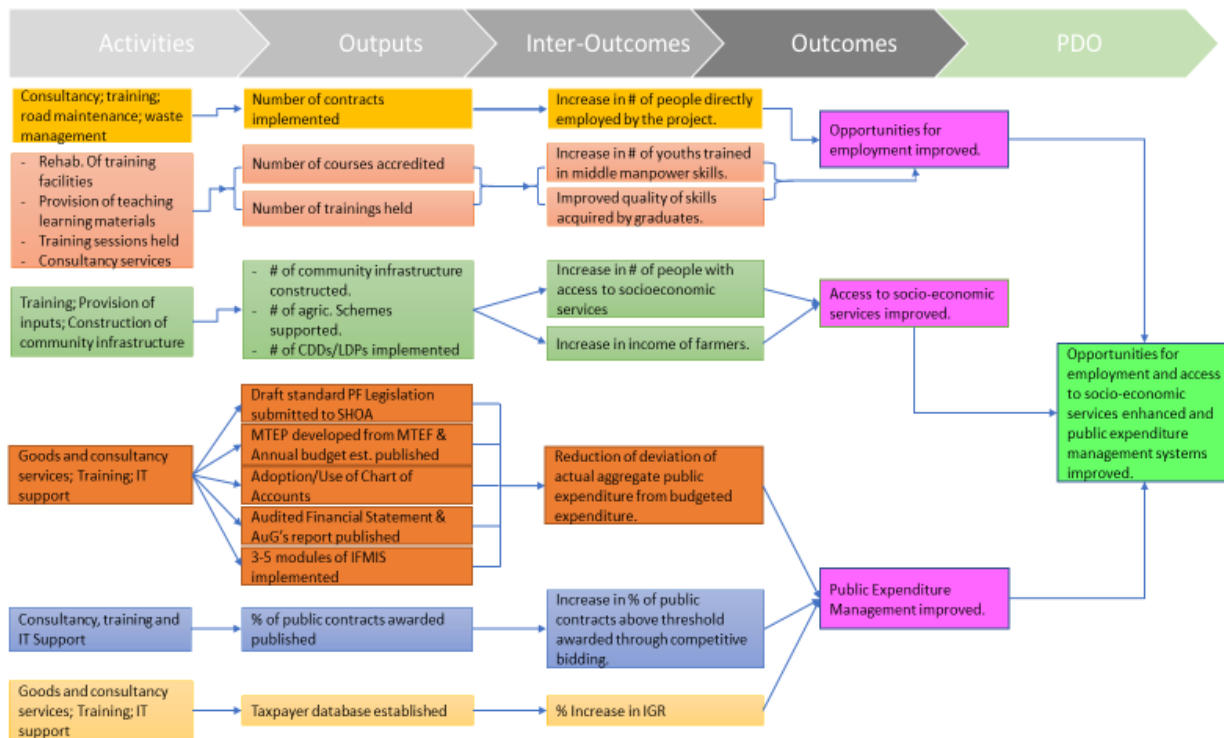 Activities
Outputs
Inter-Outcomes
Outcomes
PDO
Consultancy; training;
road maintenance; waste
management
Number of contracts
implemented
Increase in # of people directly
employed by the project.
Opportunities for
employment improved.
- Rehab. Of training
facilities
- Provision of teaching
learning materials
- Training sessions held
- Consultancy services
Number of courses accredited
Number of trainings held
Increase in # of youths trained
in middle manpower skills.
Improved quality of skills
acquired by graduates.
Training; Provision of
inputs; Construction of
community infrastructure
- # of community infrastructure
constructed.
- # of agric. Schemes
supported.
- # of CDDs/LDPs implemented
Increase in # of people with
access to socioeconomic
services
Increase in income of farmers.
Access to socio-economic
services improved.
Opportunities for
employment and access
to socio-economic
services enhanced and
public expenditure
management systems
improved.
Goods and consultancy
services; Training; IT
support
Draft standard PF Legislation
submitted to SHOA
MTEP developed from MTEF &
Annual budget est. published
Adoption/Use of Chart of
Accounts
Audited Financial Statement &
AuG's report published
3-5 modules of IFMIS
implemented
Reduction of deviation of
actual aggregate public
expenditure from budgeted
expenditure.
Public Expenditure
Management improved.
Consultancy, training and
IT Support
% of public contracts awarded
published
Increase in % of public
contracts above threshold
awarded through competitive
bidding.
Goods and consultancy
services; Training; IT
support
Taxpayer database established
% Increase in IGR